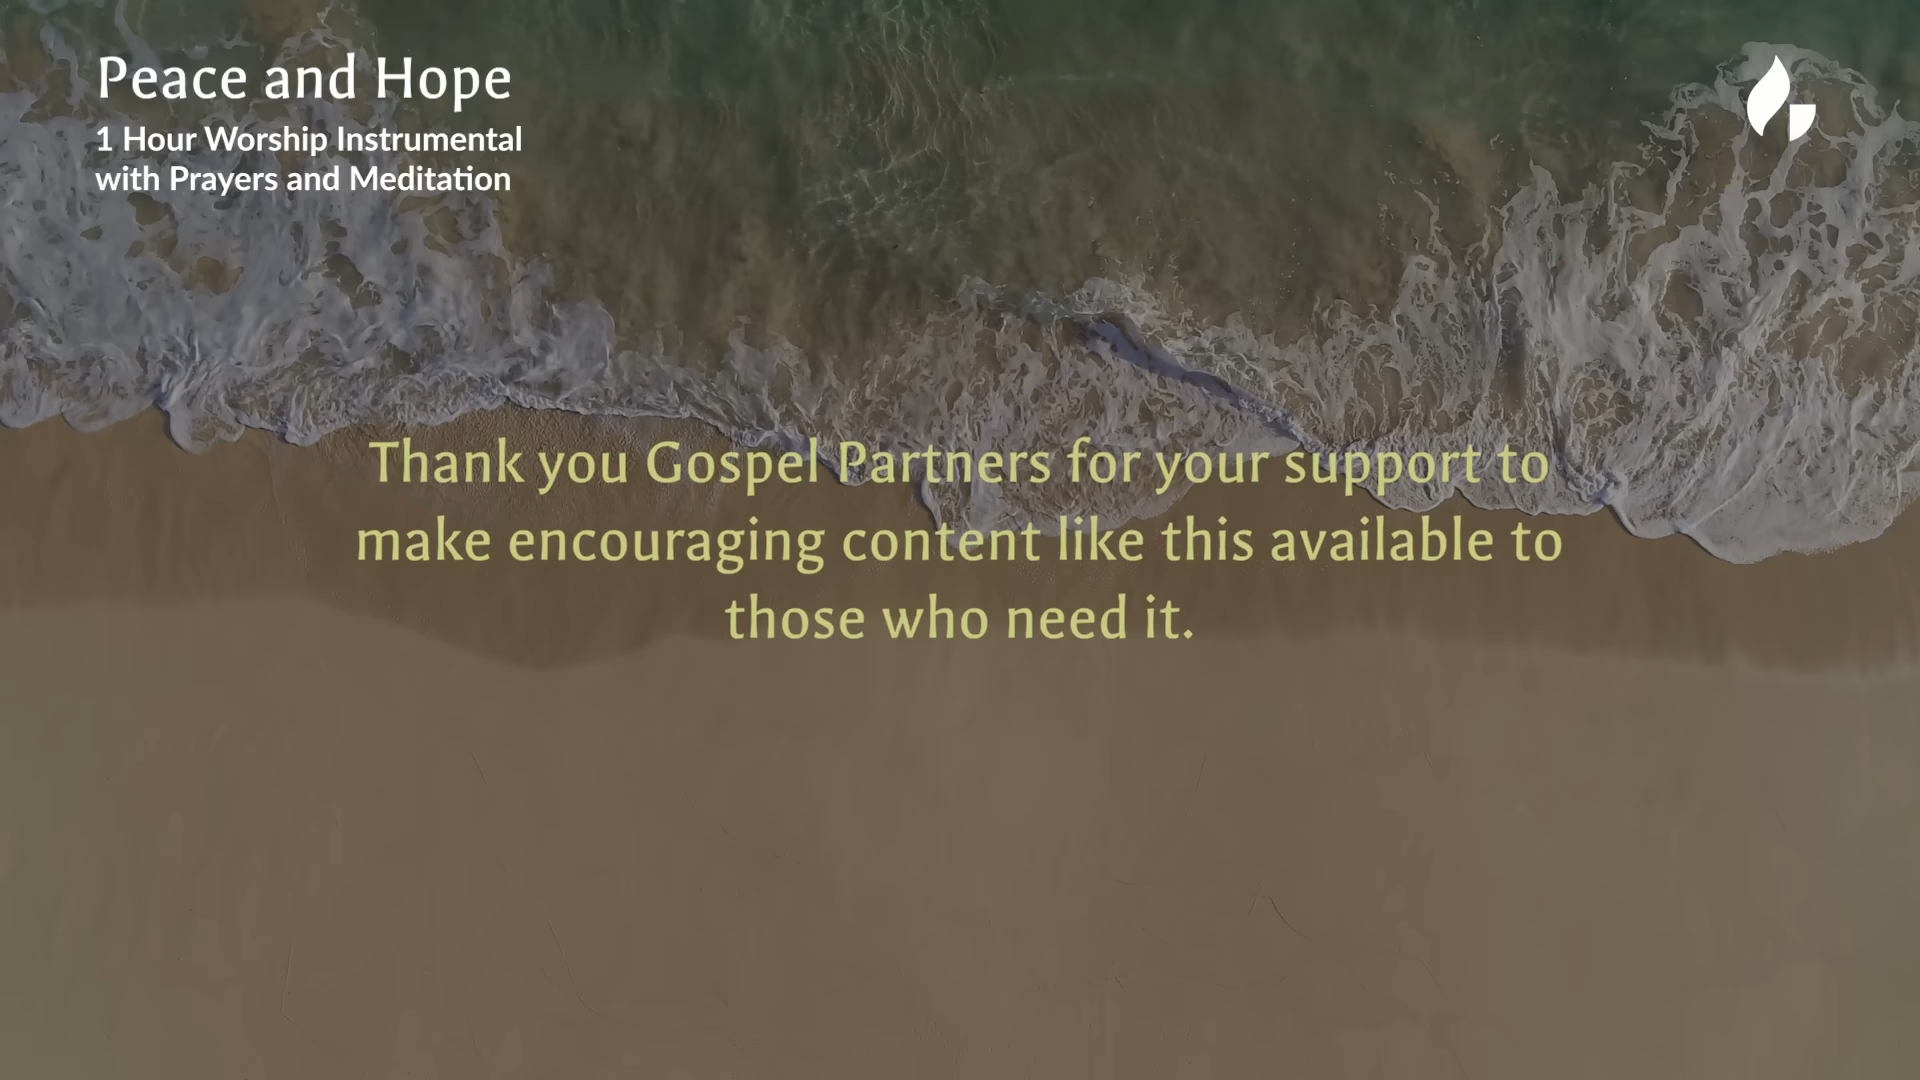 Peace and Hope
1 Hour Worship Instrumental
with Prayers and Meditation
Thank you Gospel Partners for your support to
make encouraging content like this available to
those who need it.